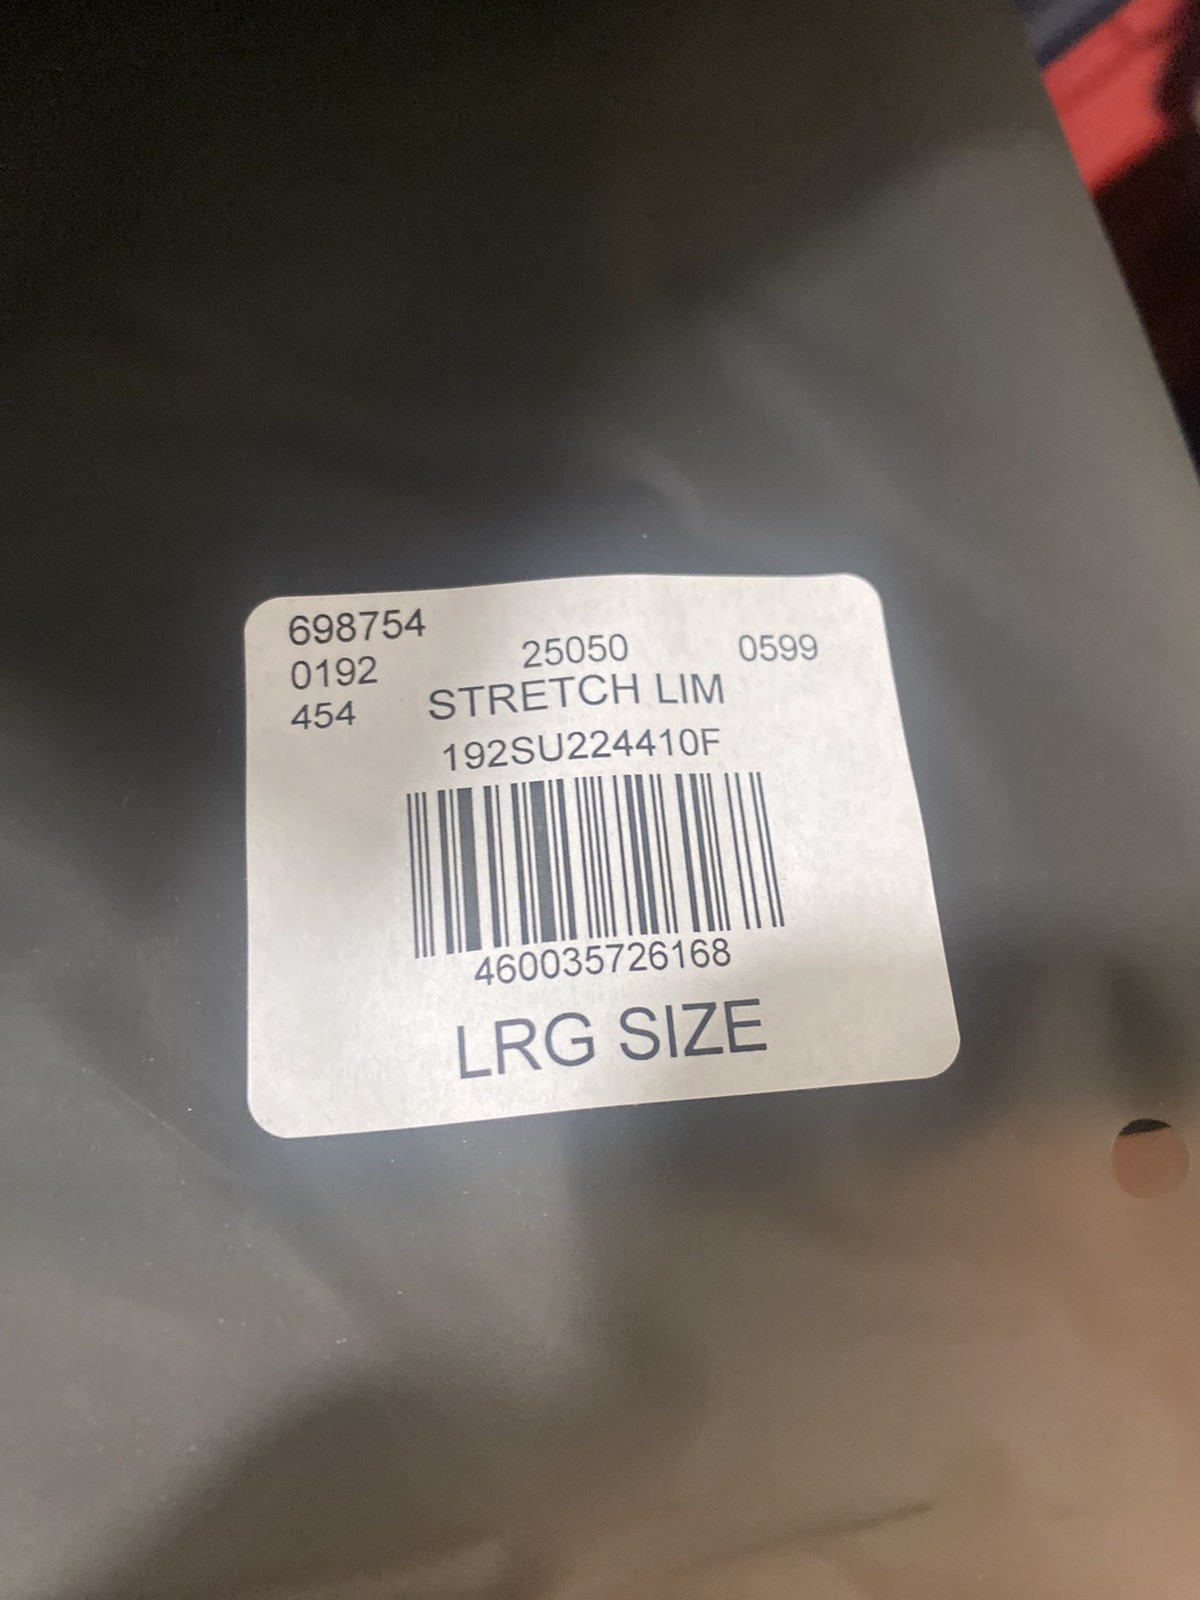 698754
0192 25050 0599
454 STRETCH LIM
192SU224410F
460035726168
LRG SIZE